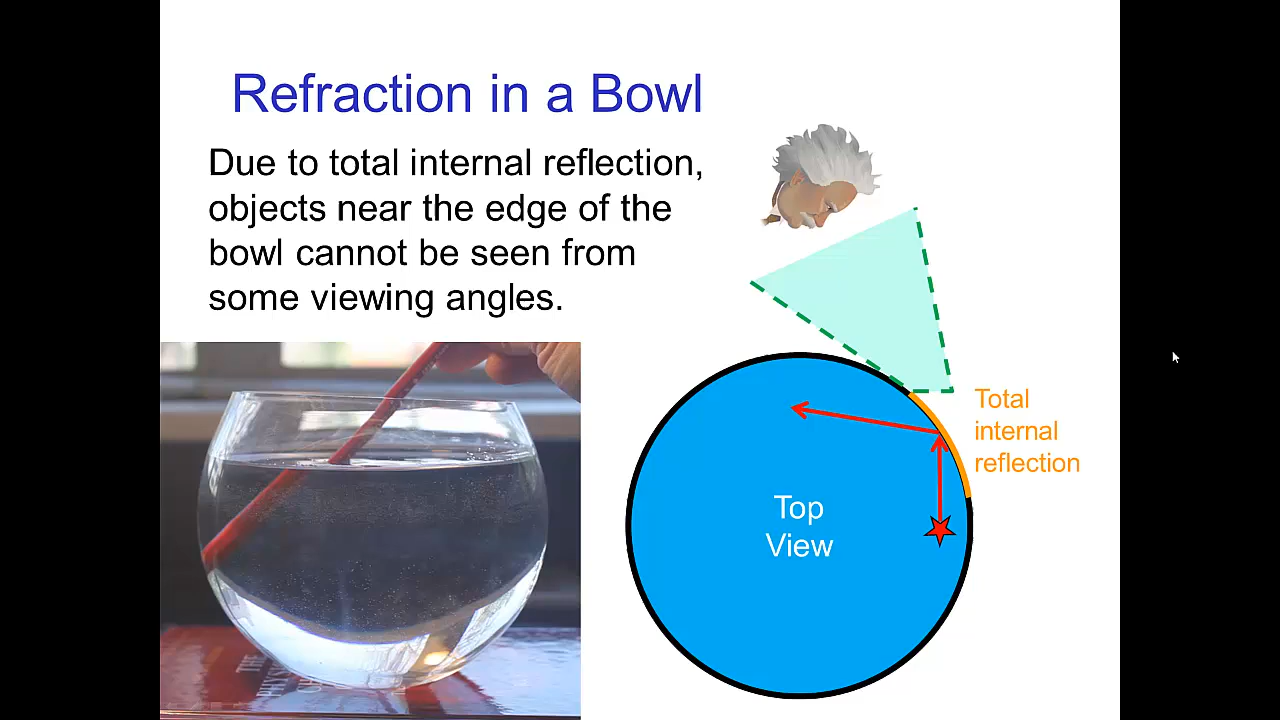 Refraction in a Bowl
Due to total internal reflection,
objects near the edge of the
bowl cannot be seen from
some viewing angles.
Total
internal
reflection
Top
View
THE